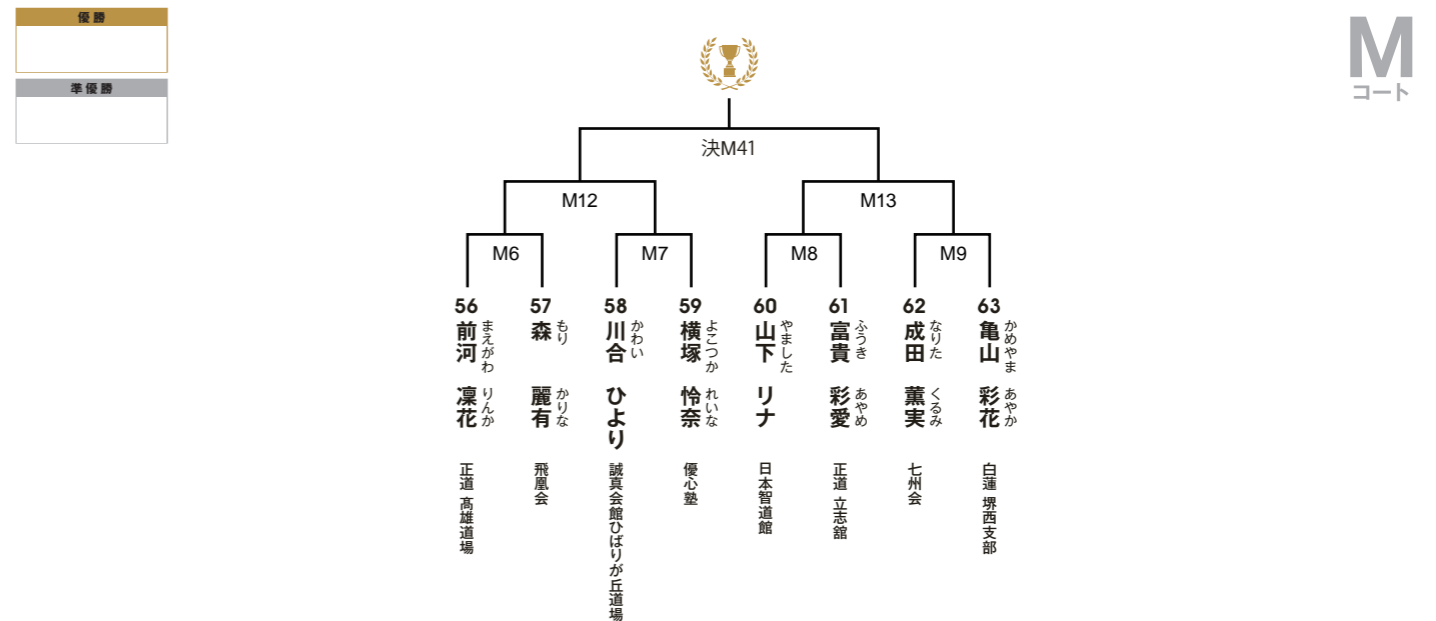 優勝
準優勝
M
コート
決M41
M12
M13
M6
M7
M8
M9
56
前河 凜花
まえがわ りんか
正道 髙雄道場
57
森 麗有
もり かりな
飛凰会
58
川合 ひより
かわい
誠真会館ひばりが丘道場
59
横塚 怜奈
よこつか れいな
優心塾
60
山下 リナ
やました
日本智道館
61
富貴 彩愛
ふうき あやめ
正道 立志舘
62
成田 薫実
なりた くるみ
七州会
63
亀山 彩花
かめやま あやか
白蓮 堺西支部